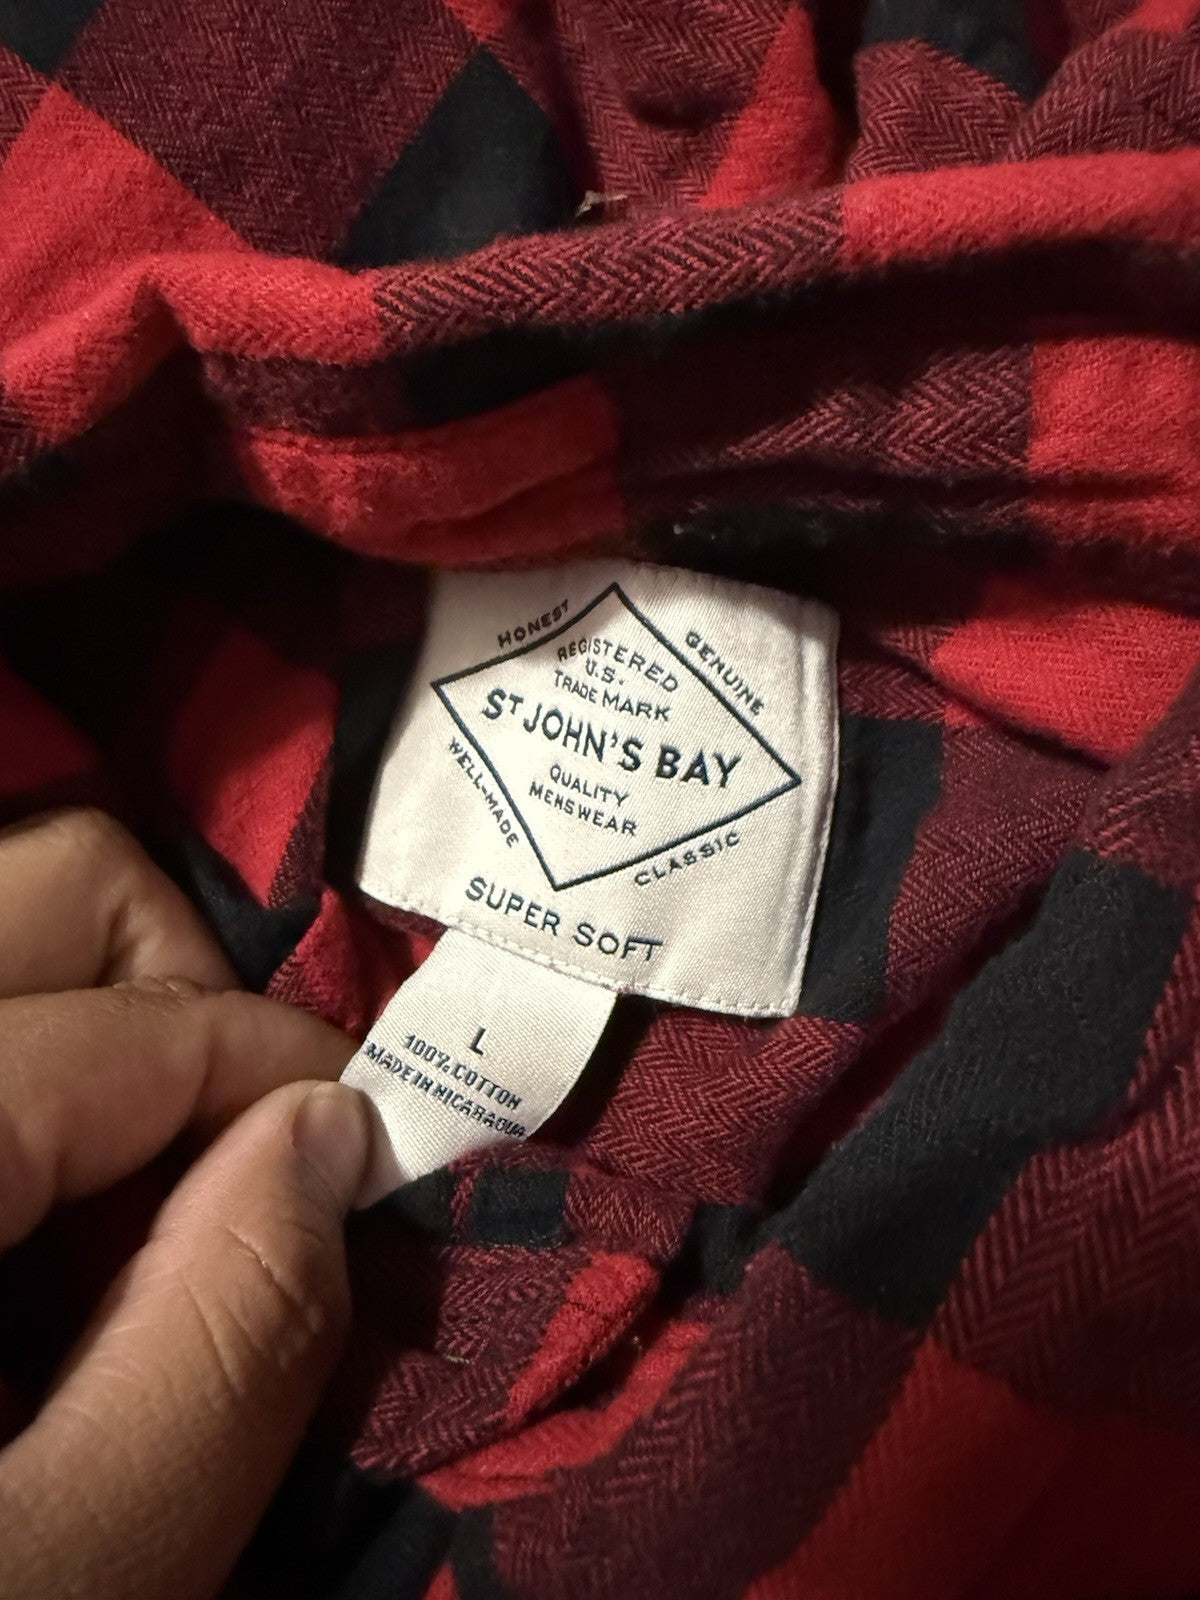 HONEST
GENUINE
REGISTERED
U.S.
TRADE MARK
ST JOHN'S BAY
QUALITY
MENSWEAR
WELL-MADE
CLASSIC
SUPER SOFT
L
100% COTTON
MADE IN NICARAGUA